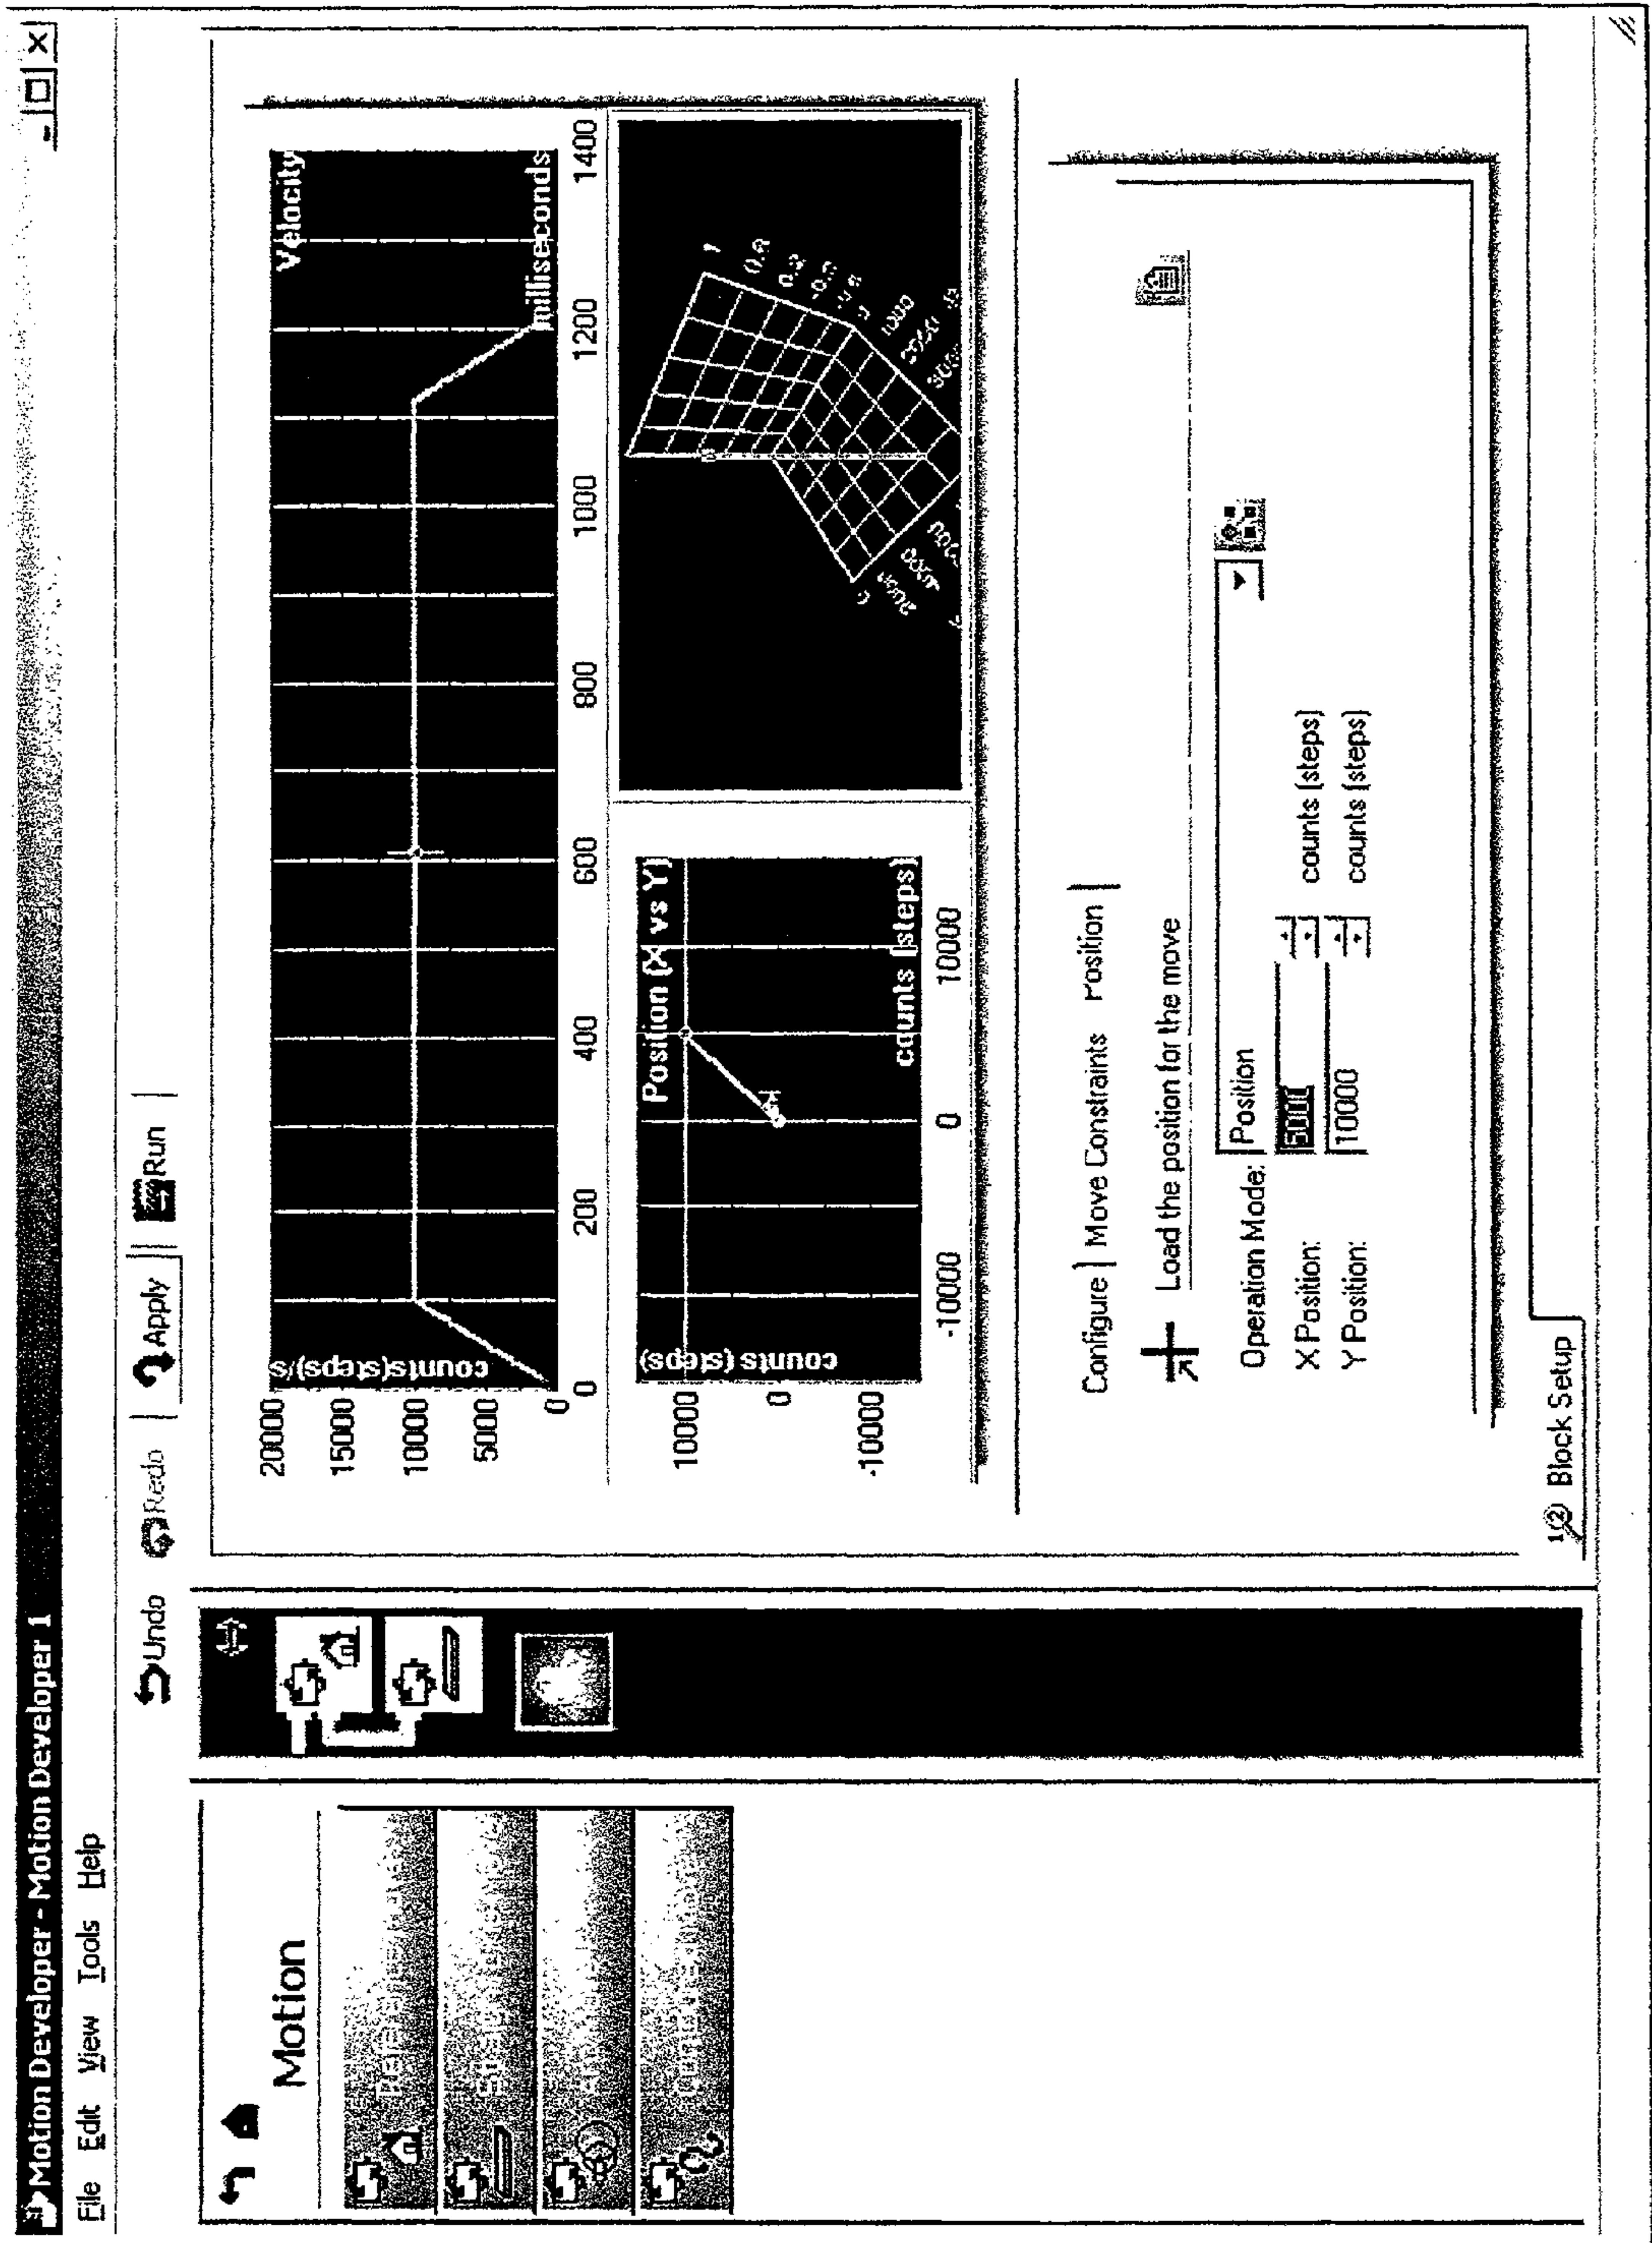 Motion Developer - Motion Developer 1
File Edit View Tools Help
Undo Redo Apply Run
Motion
Velocity
counts(steps)/s
20000
15000
10000
5000
0
0 200 400 600 800 1000 1200 1400
milliseconds
Position (X vs Y)
counts (steps)
10000
0
-10000
-10000 0 10000
counts (steps)
0
1000
Configure Move Constraints Position
Load the position for the move
Operation Mode: Position
X Position: 5000 counts (steps)
Y Position: 10000 counts (steps)
Block Setup